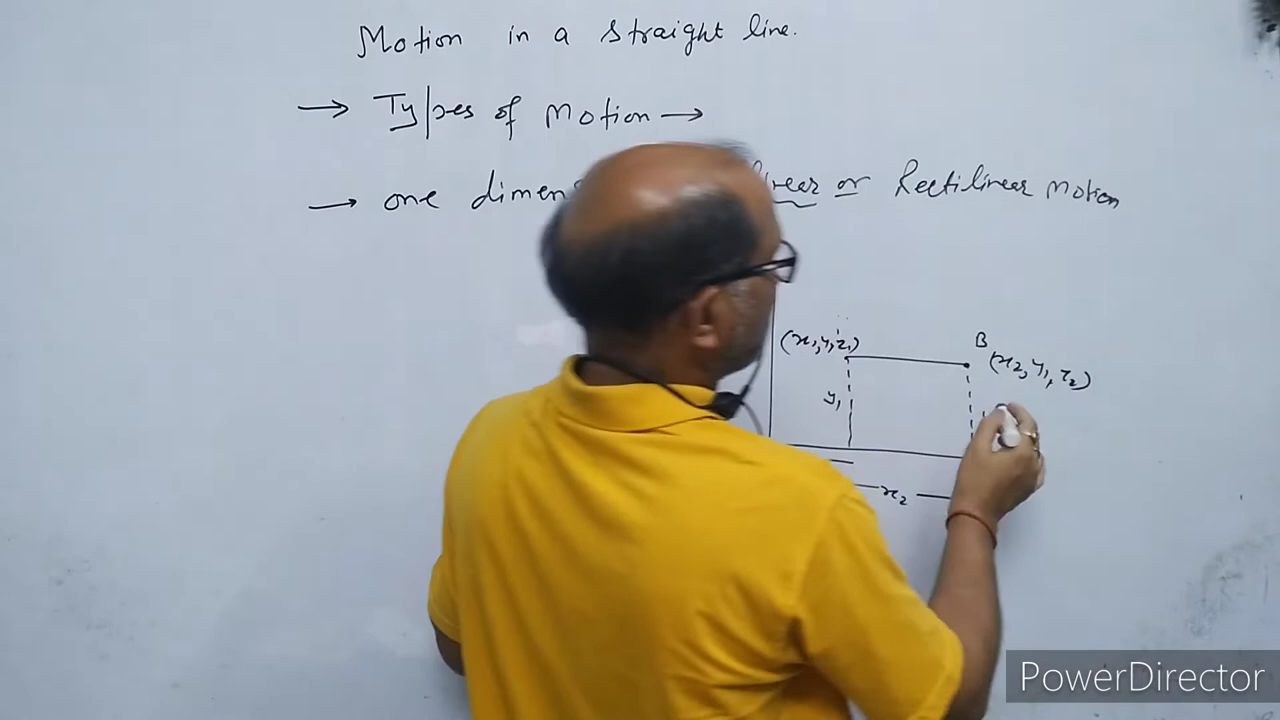 Motion in a straight line.
→ Types of Motion →
→ one dimen linear or Rectilinear Motion
(x1, y1, z1)
B
(x2, y1, z2)
y1
x2
PowerDirector